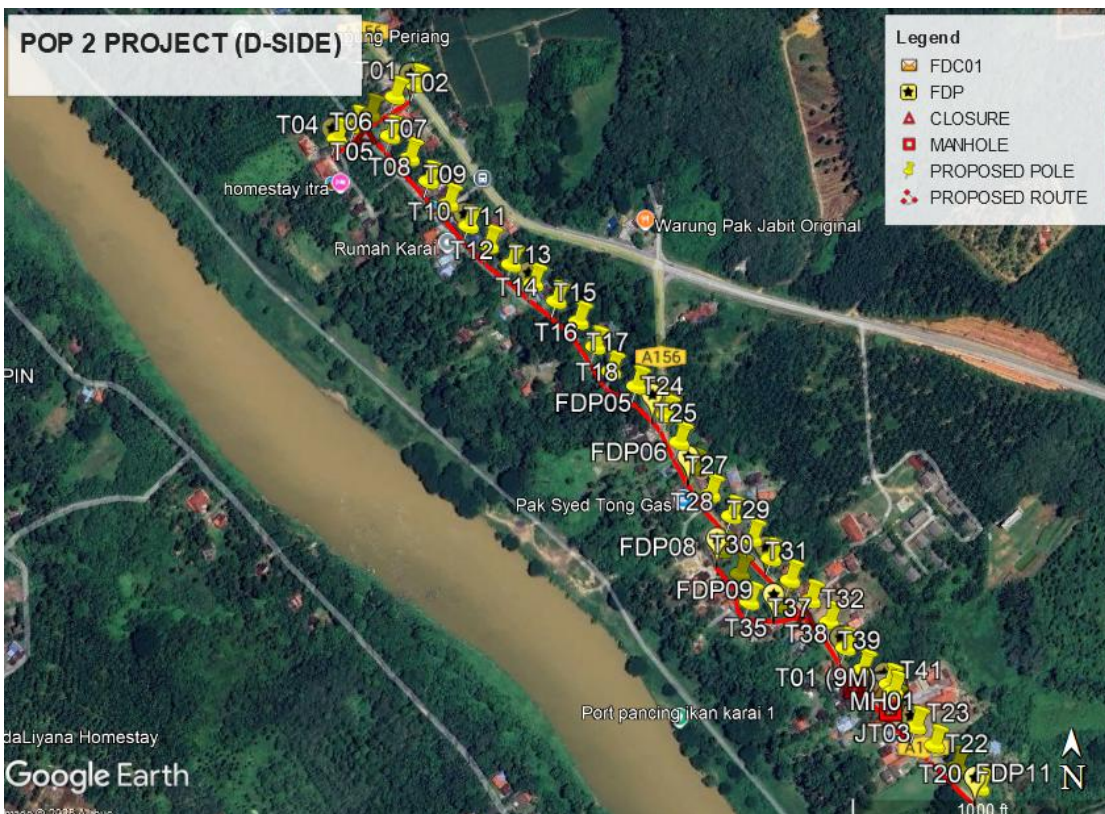 POP 2 PROJECT (D-SIDE)
Legend
FDC01
FDP
CLOSURE
MANHOLE
PROPOSED POLE
PROPOSED ROUTE
Periang
T01
T02
T04
T06
T07
T05
T08
T09
homestay itra
T10
T11
Warung Pak Jabit Original
Rumah Karai
T12
T13
T14
T15
T16
T17
A156
T18
T24
PIN
FDP05
T25
FDP06
T27
Pak Syed Tong Gas
T28
T29
FDP08
T30
T31
FDP09
T37
T32
T35
T38
T39
T01 (9M)
T41
MH01
Port pancing ikan karai 1
T23
JT03
daLiyana Homestay
T22
T20
FDP11
Google Earth
N
1000 ft